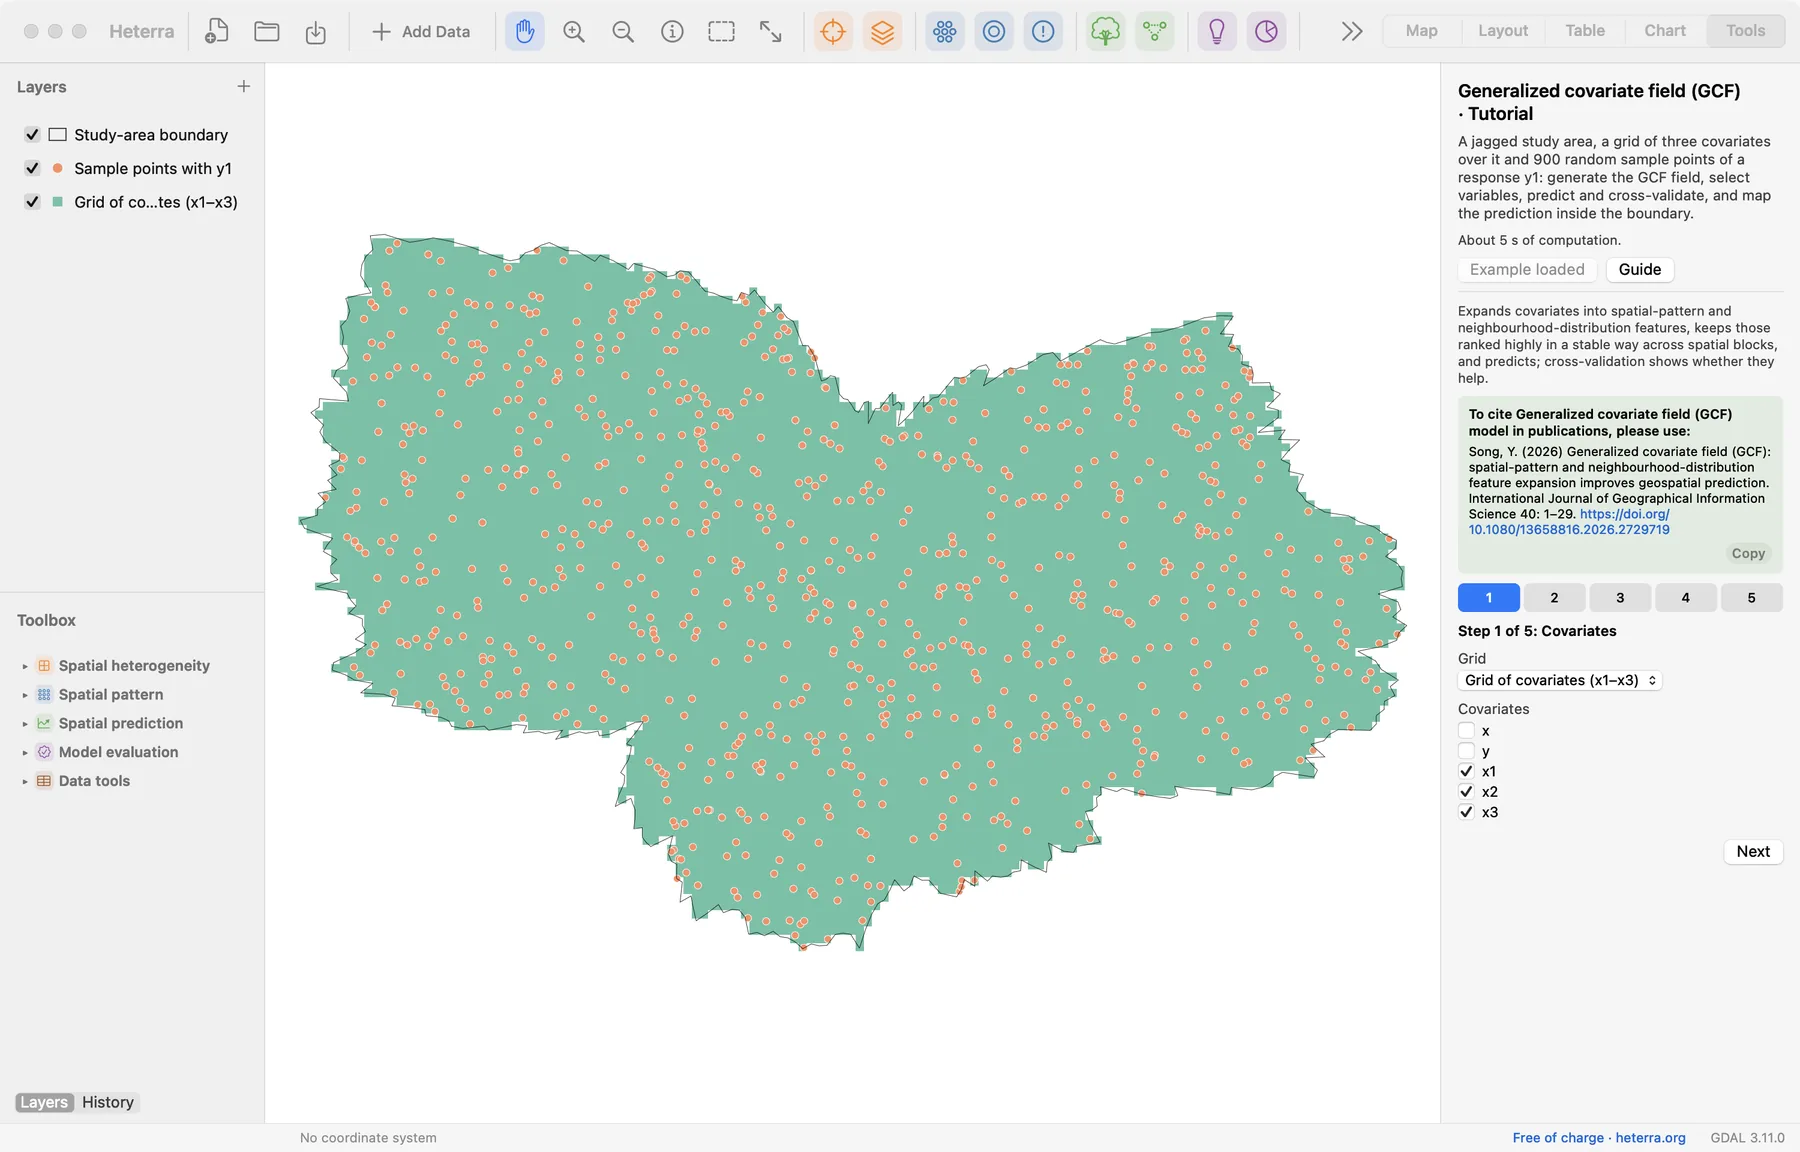 Heterra
Add Data
Map
Layout
Table
Chart
Tools
Layers
Study-area boundary
Sample points with y1
Grid of co...tes (x1–x3)
Toolbox
Spatial heterogeneity
Spatial pattern
Spatial prediction
Model evaluation
Data tools
Layers
History
Generalized covariate field (GCF)
· Tutorial
A jagged study area, a grid of three covariates
over it and 900 random sample points of a
response y1: generate the GCF field, select
variables, predict and cross-validate, and map
the prediction inside the boundary.
About 5 s of computation.
Example loaded
Guide
Expands covariates into spatial-pattern and
neighbourhood-distribution features, keeps those
ranked highly in a stable way across spatial blocks,
and predicts; cross-validation shows whether they
help.
To cite Generalized covariate field (GCF)
model in publications, please use:
Song, Y. (2026) Generalized covariate field (GCF):
spatial-pattern and neighbourhood-distribution
feature expansion improves geospatial prediction.
International Journal of Geographical Information
Science 40: 1–29. https://doi.org/
10.1080/13658816.2026.2729719
Copy
1
2
3
4
5
Step 1 of 5: Covariates
Grid
Grid of covariates (x1–x3)
Covariates
x
y
x1
x2
x3
Next
No coordinate system
Free of charge · heterra.org
GDAL 3.11.0